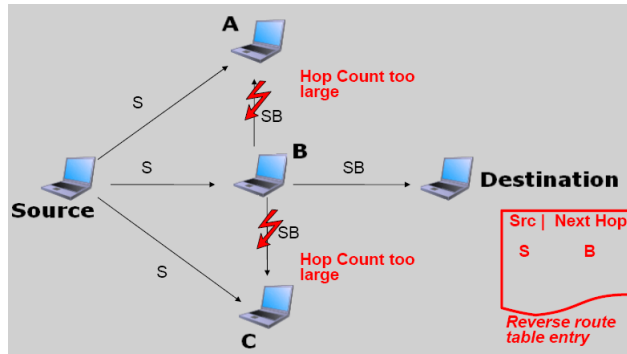 A
Hop Count too
large
S
SB
B
S
SB
Source
Destination
Src | Next Hop
S B
SB
S
Hop Count too
large
C
Reverse route
table entry